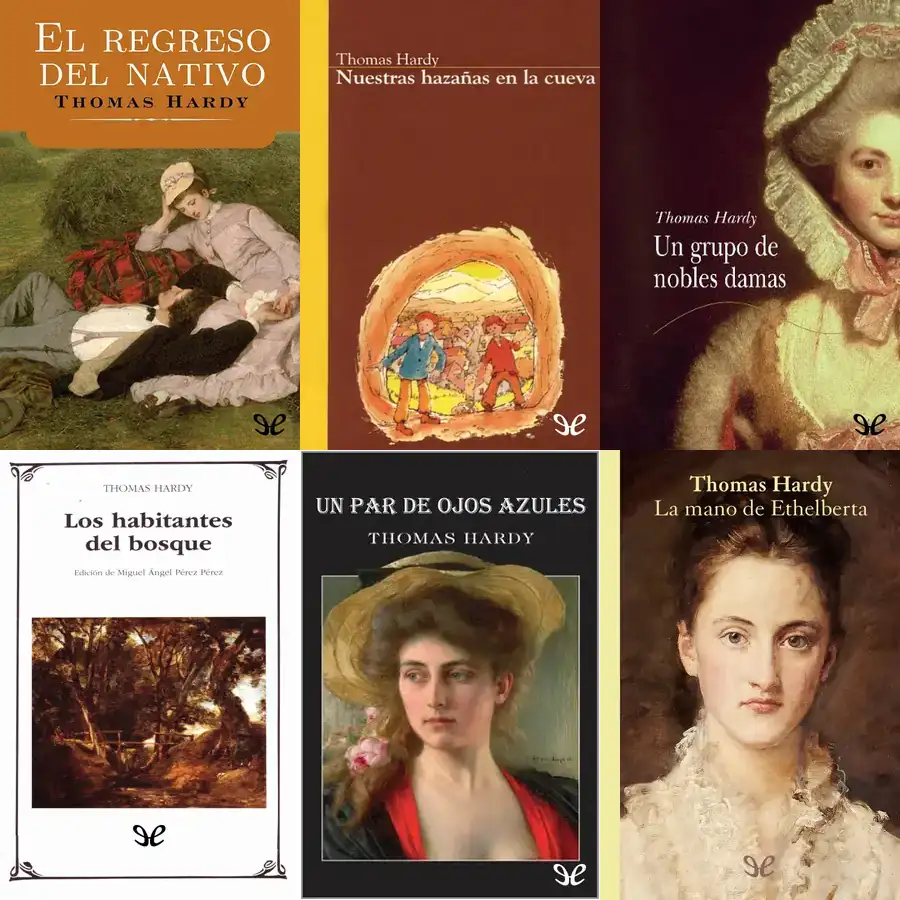 EL REGRESO
DEL NATIVO
THOMAS HARDY
Thomas Hardy
Nuestras hazañas en la cueva
Thomas Hardy
Un grupo de
nobles damas
THOMAS HARDY
Los habitantes
del bosque
Edición de Miguel Ángel Pérez Pérez
UN PAR DE OJOS AZULES
THOMAS HARDY
Thomas Hardy
La mano de Ethelberta